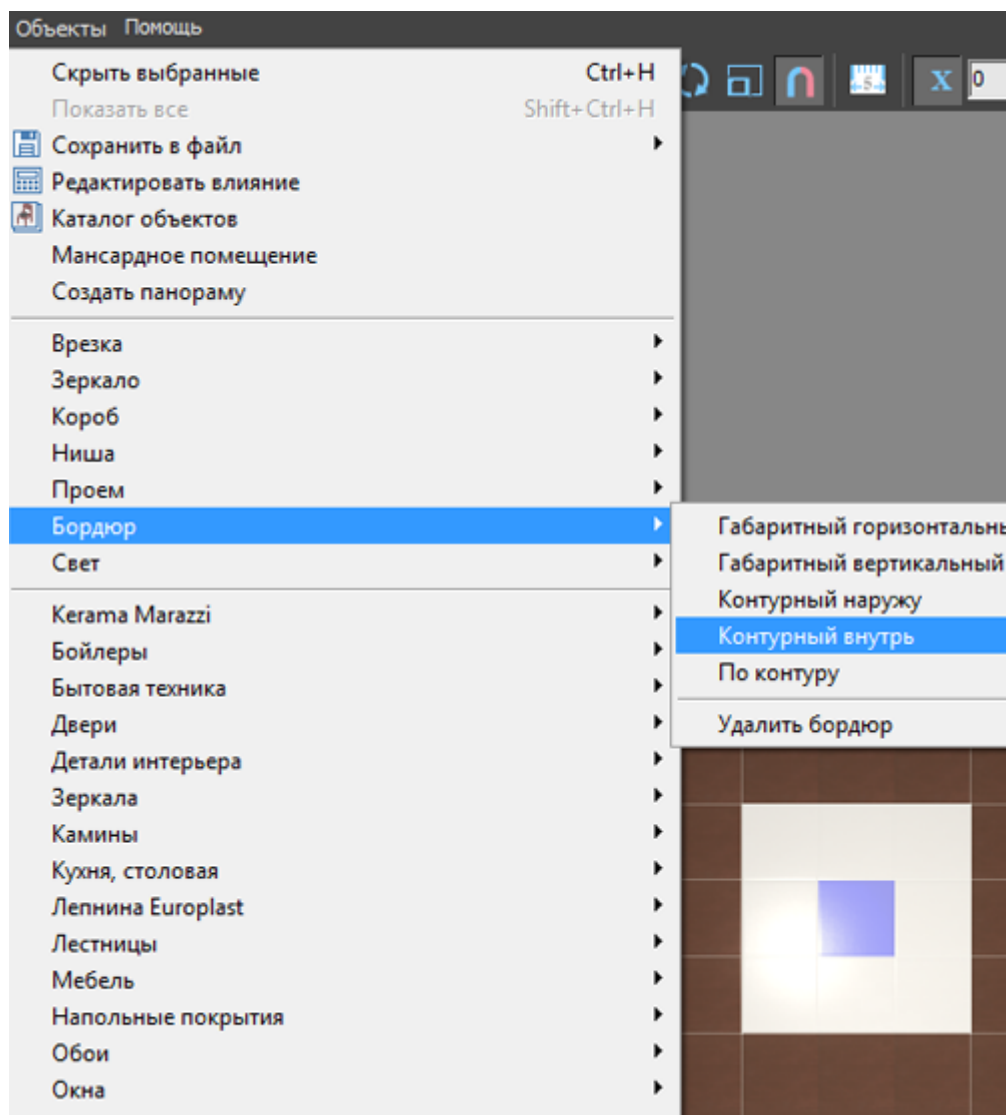 Объекты Помощь
Скрыть выбранные Ctrl+H
Показать все Shift+Ctrl+H
Сохранить в файл
Редактировать влияние
Каталог объектов
Мансардное помещение
Создать панораму
Врезка
Зеркало
Короб
Ниша
Проем
Бордюр
Свет
Kerama Marazzi
Бойлеры
Бытовая техника
Двери
Детали интерьера
Зеркала
Камины
Кухня, столовая
Лепнина Europlast
Лестницы
Мебель
Напольные покрытия
Обои
Окна
5
X 0
Габаритный
Габаритный вертикальный
Контурный наружу
Контурный внутрь
По контуру
Удалить бордюр